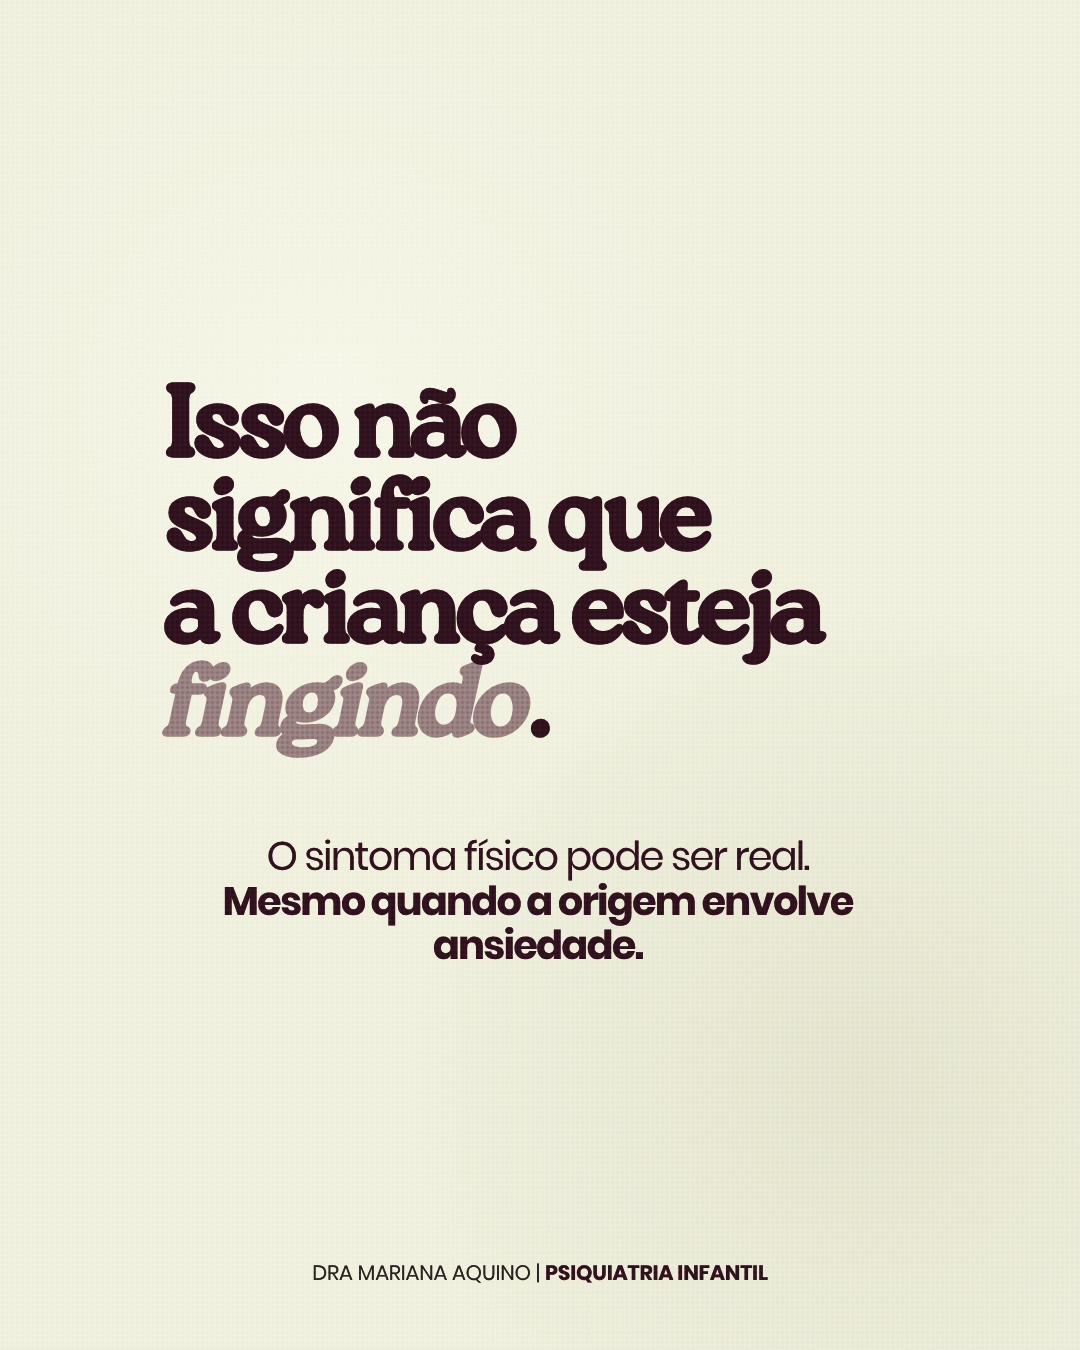 Isso não
significa que
a criança esteja
fingindo.
O sintoma físico pode ser real.
Mesmo quando a origem envolve
ansiedade.
DRA MARIANA AQUINO | PSIQUIATRIA INFANTIL